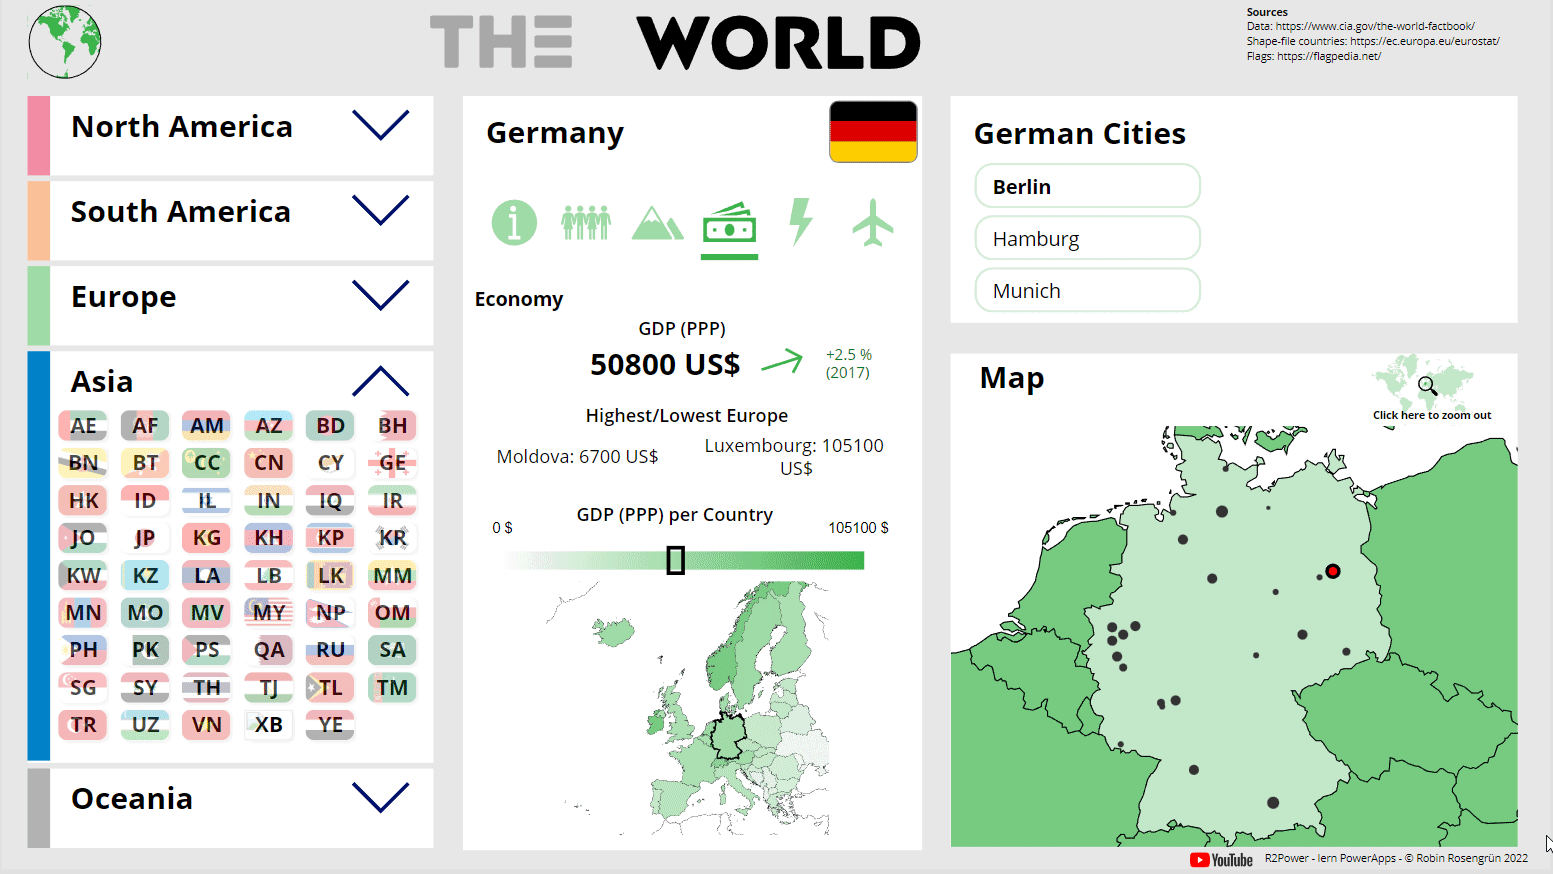 THE WORLD
Sources
Data: https://www.cia.gov/the-world-factbook/
Shape-file countries: https://ec.europa.eu/eurostat/
Flags: https://flagpedia.net/
North America
South America
Europe
Asia
AE AF AM AZ BD BH
BN BT CC CN CY GE
HK ID IL IN IQ IR
JO JP KG KH KP KR
KW KZ LA LB LK MM
MN MO MV MY NP OM
PH PK PS QA RU SA
SG SY TH TJ TL TM
TR UZ VN XB YE
Oceania
Germany
Economy
GDP (PPP)
50800 US$
+2.5 %
(2017)
Highest/Lowest Europe
Moldova: 6700 US$
Luxembourg: 105100
US$
GDP (PPP) per Country
0 $
105100 $
German Cities
Berlin
Hamburg
Munich
Map
Click here to zoom out
YouTube
R2Power - lern PowerApps - © Robin Rosengrün 2022